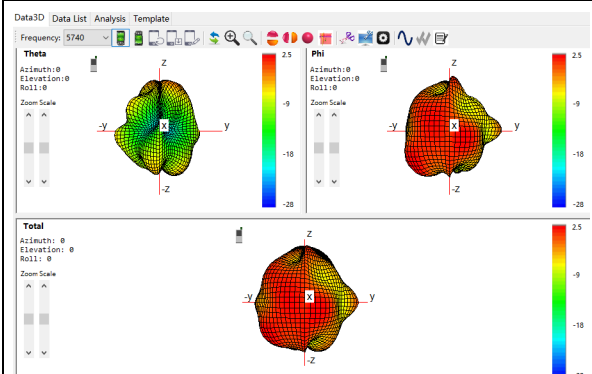 Data3D Data List Analysis Template
Frequency: 5740
Theta
Azimuth:0
Elevation:0
Roll:0
Zoom Scale
Z
-y
X
y
-Z
2.5
-9
-18
-28
Phi
Azimuth:0
Elevation:0
Roll:0
Zoom Scale
Z
-y
X
y
-Z
2.5
-9
-18
-28
Total
Azimuth: 0
Elevation: 0
Roll: 0
Zoom Scale
Z
-y
X
y
-Z
2.5
-9
-18